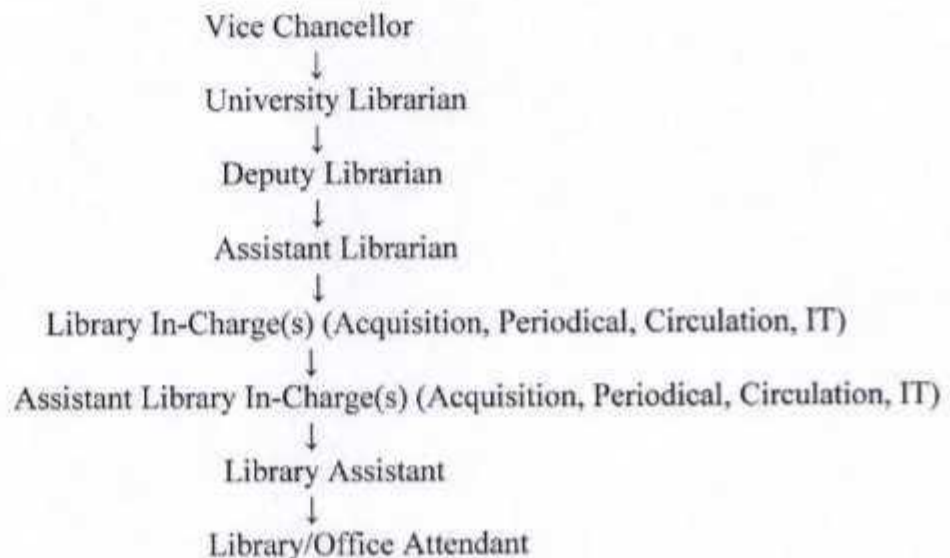 Vice Chancellor
↓
University Librarian
↓
Deputy Librarian
↓
Assistant Librarian
↓
Library In-Charge(s) (Acquisition, Periodical, Circulation, IT)
↓
Assistant Library In-Charge(s) (Acquisition, Periodical, Circulation, IT)
↓
Library Assistant
↓
Library/Office Attendant